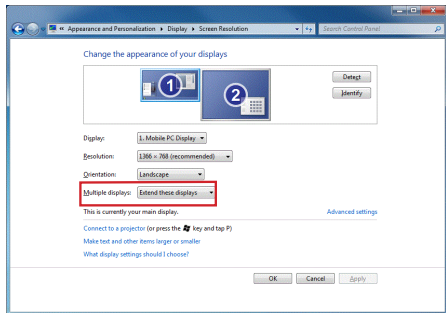 « Appearance and Personalization ▸ Display ▸ Screen Resolution
Search Control Panel
Change the appearance of your displays
1
2
Detect
Identify
Display: 1. Mobile PC Display
Resolution: 1366 × 768 (recommended)
Orientation: Landscape
Multiple displays: Extend these displays
This is currently your main display.
Advanced settings
Connect to a projector (or press the key and tap P)
Make text and other items larger or smaller
What display settings should I choose?
OK
Cancel
Apply